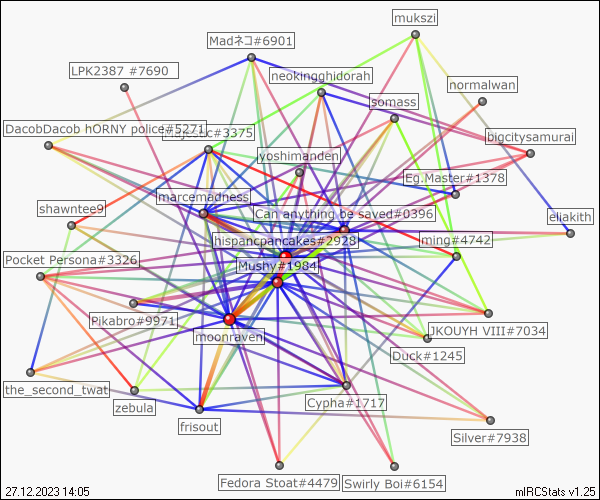 mukszi
Madネコ#6901
LPK2387 #7690
neokingghidorah
normalwan
somass
DacobDacob hORNY police#5271
Majestic#3375
bigcitysamurai
yoshimanden
Eg.Master#1378
marcemadness
shawntee9
Can anything be saved#0396
eliakith
hispancpancakes#2928
ming#4742
Pocket Persona#3326
Mushy#1984
Pikabro#9971
JKOUYH VIII#7034
moonraven
Duck#1245
the_second_twat
Cypha#1717
zebula
frisout
Silver#7938
Fedora Stoat#4479
Swirly Boi#6154
27.12.2023 14:05
mIRCStats v1.25